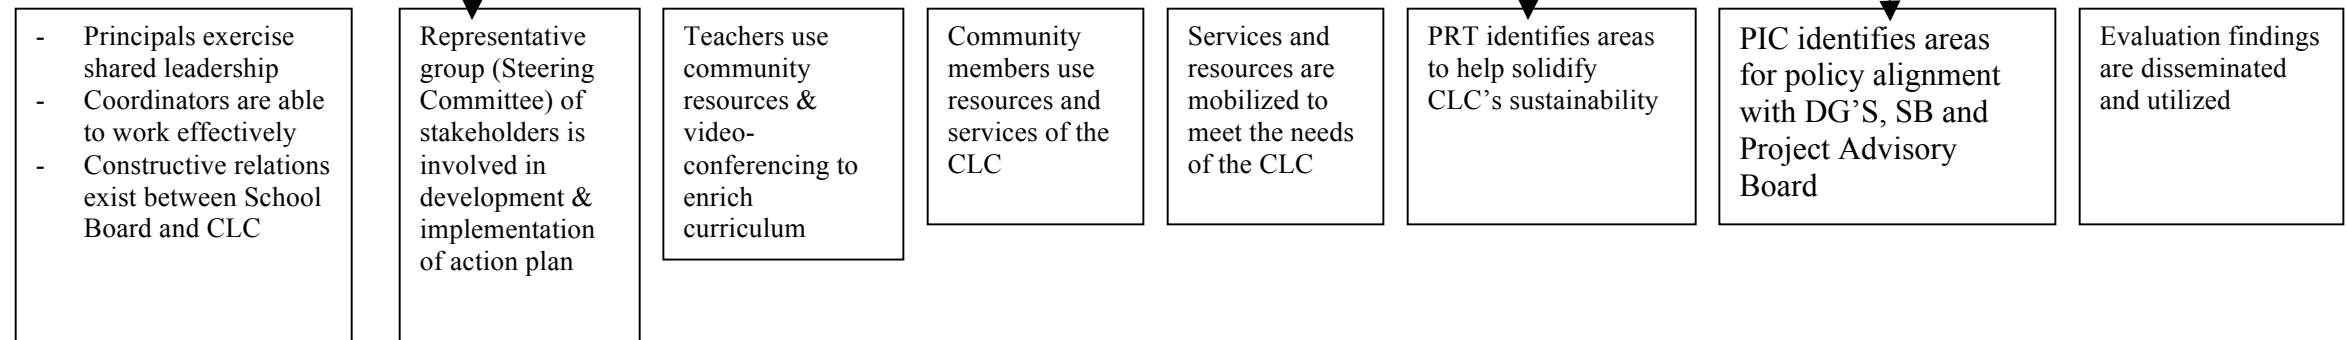 - Principals exercise
shared leadership
- Coordinators are able
to work effectively
- Constructive relations
exist between School
Board and CLC
Representative
group (Steering
Committee) of
stakeholders is
involved in
development &
implementation
of action plan
Teachers use
community
resources &
video-
conferencing to
enrich
curriculum
Community
members use
resources and
services of the
CLC
Services and
resources are
mobilized to
meet the needs
of the CLC
PRT identifies areas
to help solidify
CLC’s sustainability
PIC identifies areas
for policy alignment
with DG’S, SB and
Project Advisory
Board
Evaluation findings
are disseminated
and utilized